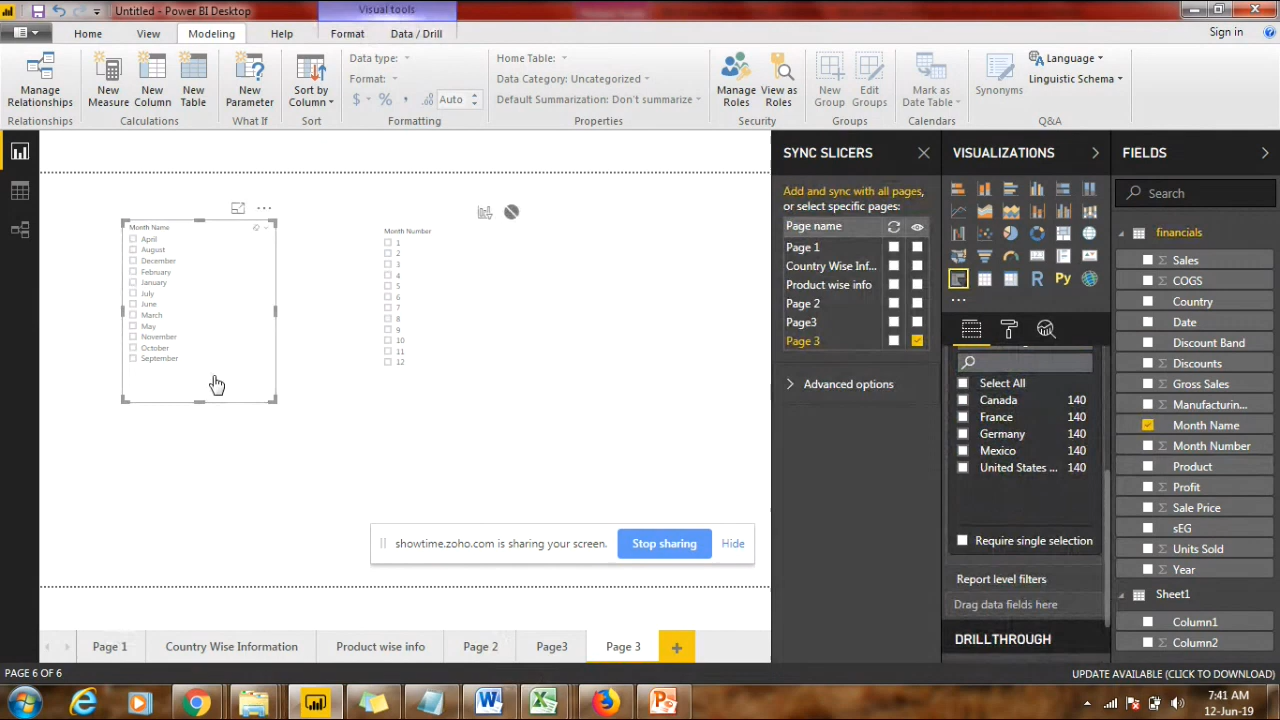 Untitled - Power BI Desktop
Visual tools
Home
View
Modeling
Help
Format
Data / Drill
Sign in
Manage Relationships
Relationships
New Measure
New Column
New Table
Calculations
New Parameter
What If
Sort by Column
Sort
Data type:
Format:
$ % , .00 Auto
Formatting
Home Table:
Data Category: Uncategorized
Default Summarization: Don't summarize
Properties
Manage Roles
View as Roles
Security
New Group
Edit Groups
Groups
Mark as Date Table
Calendars
Synonyms
Language
Linguistic Schema
Q&A
Month Name
April
August
December
February
January
July
June
March
May
November
October
September
Month Number
1
2
3
4
5
6
7
8
9
10
11
12
SYNC SLICERS
Add and sync with all pages,
or select specific pages:
Page name
Page 1
Country Wise Inf...
Product wise info
Page 2
Page3
Page 3
Advanced options
VISUALIZATIONS
R
Py
Select All
Canada 140
France 140
Germany 140
Mexico 140
United States ... 140
Require single selection
Report level filters
Drag data fields here
DRILLTHROUGH
FIELDS
Search
financials
Sales
COGS
Country
Date
Discount Band
Discounts
Gross Sales
Manufacturin...
Month Name
Month Number
Product
Profit
Sale Price
sEG
Units Sold
Year
Sheet1
Column1
Column2
showtime.zoho.com is sharing your screen.
Stop sharing
Hide
Page 1
Country Wise Information
Product wise info
Page 2
Page3
Page 3
PAGE 6 OF 6
UPDATE AVAILABLE (CLICK TO DOWNLOAD)
7:41 AM
12-Jun-19